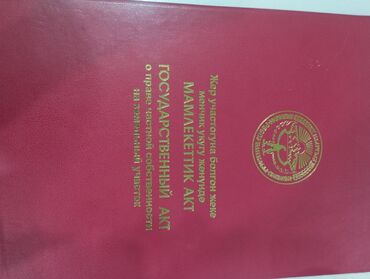 Жер участогуна болгон жеке
менчик укугу жөнүндө
МАМЛЕКЕТТИК АКТ
ГОСУДАРСТВЕННЫЙ АКТ
о праве частной собственности
на земельный участок